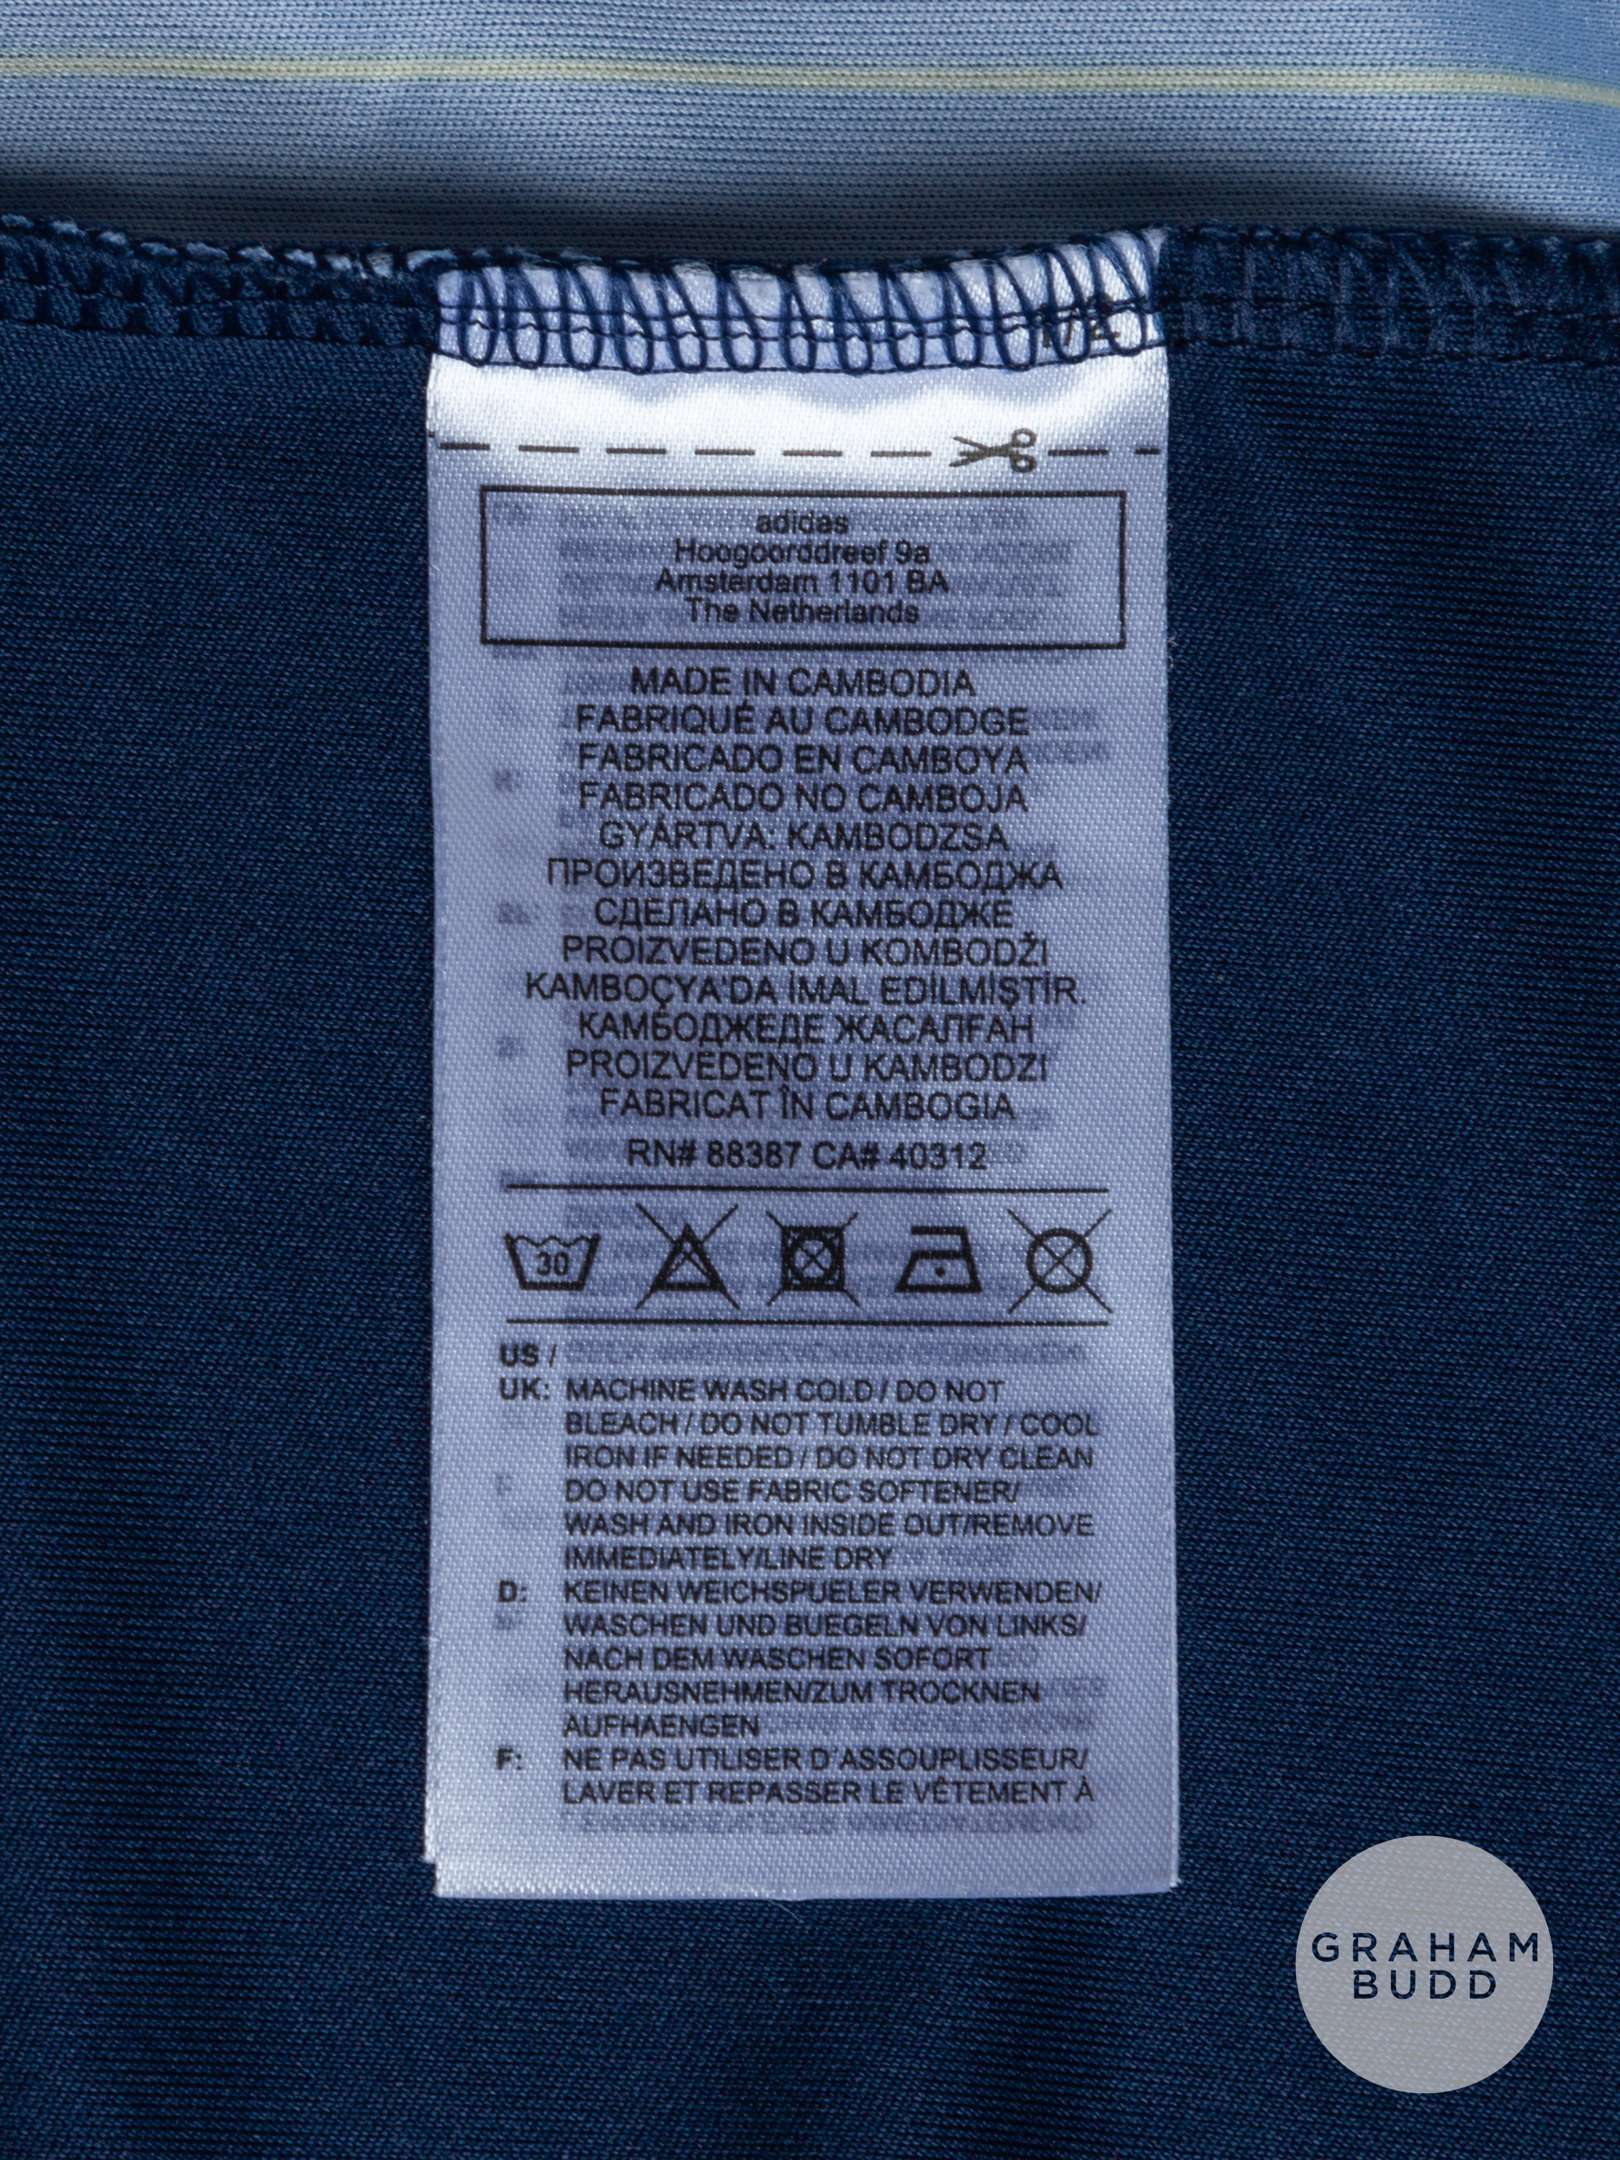 1/2
adidas
Hoogoorddreef 9a
Amsterdam 1101 BA
The Netherlands
MADE IN CAMBODIA
FABRIQUÉ AU CAMBODGE
FABRICADO EN CAMBOYA
FABRICADO NO CAMBOJA
GYÁRTVA: KAMBODZSA
ПРОИЗВЕДЕНО В КАМБОДЖА
СДЕЛАНО В КАМБОДЖЕ
PROIZVEDENO U KOMBODŽI
KAMBOÇYA'DA İMAL EDİLMİŞTİR.
КАМБОДЖЕДЕ ЖАСАЛҒАН
PROIZVEDENO U KAMBODZI
FABRICAT ÎN CAMBOGIA
RN# 88387 CA# 40312
30
US /
UK: MACHINE WASH COLD / DO NOT
BLEACH / DO NOT TUMBLE DRY / COOL
IRON IF NEEDED / DO NOT DRY CLEAN
DO NOT USE FABRIC SOFTENER/
WASH AND IRON INSIDE OUT/REMOVE
IMMEDIATELY/LINE DRY
D: KEINEN WEICHSPUELER VERWENDEN/
WASCHEN UND BUEGELN VON LINKS/
NACH DEM WASCHEN SOFORT
HERAUSNEHMEN/ZUM TROCKNEN
AUFHAENGEN
F: NE PAS UTILISER D'ASSOUPLISSEUR/
LAVER ET REPASSER LE VÊTEMENT À
GRAHAM
BUDD